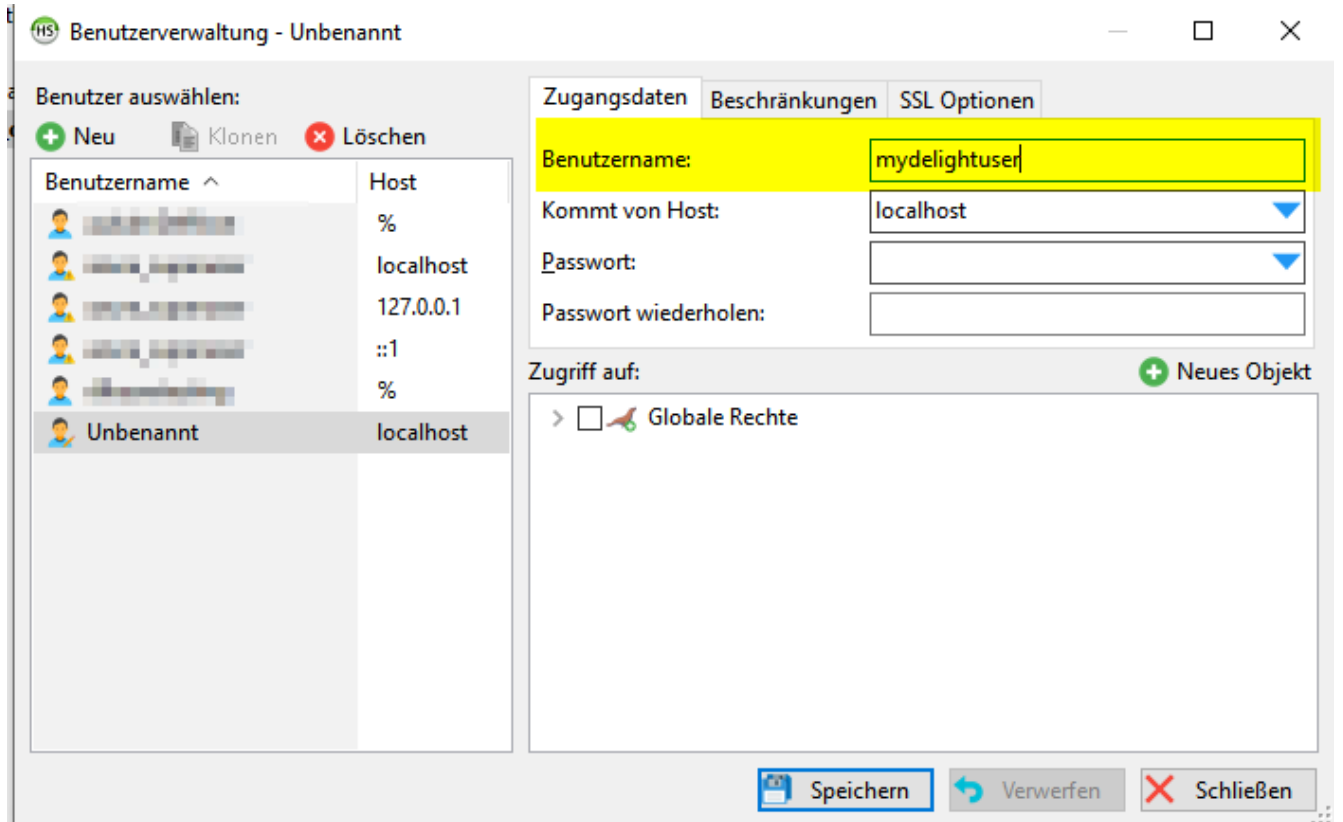 HS Benutzerverwaltung - Unbenannt
Benutzer auswählen:
Neu Klonen Löschen
Benutzername Host
%
localhost
127.0.0.1
::1
%
Unbenannt localhost
Zugangsdaten Beschränkungen SSL Optionen
Benutzername: mydelightuser
Kommt von Host: localhost
Passwort:
Passwort wiederholen:
Zugriff auf: Neues Objekt
Globale Rechte
Speichern Verwerfen Schließen